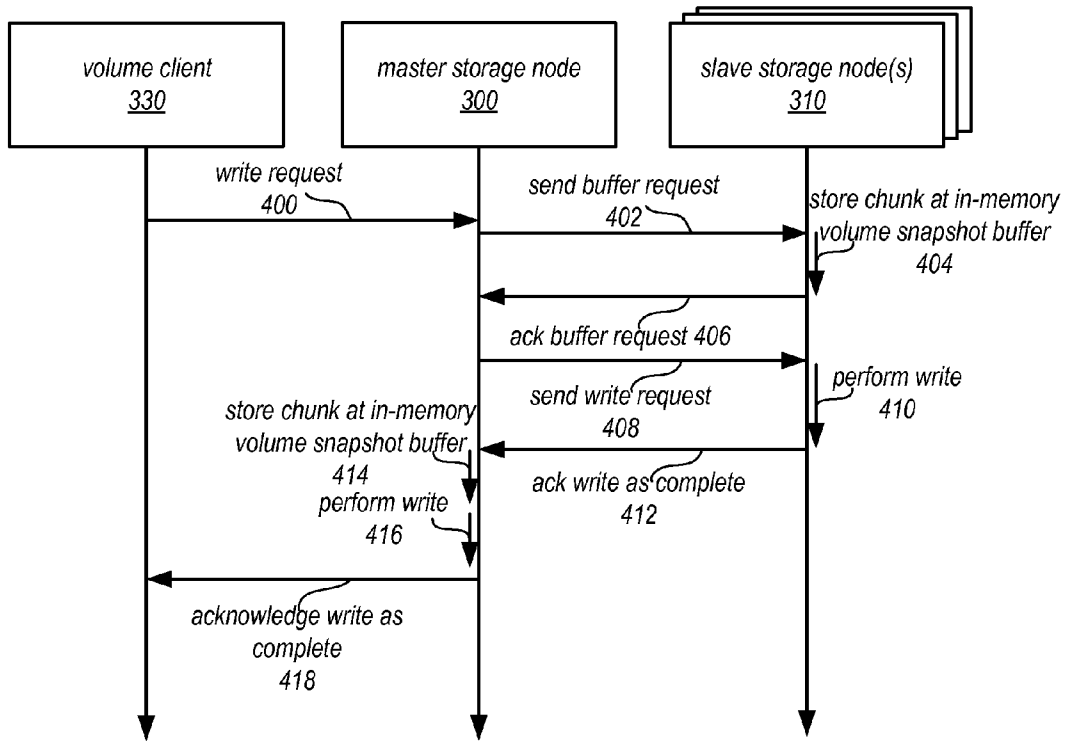 volume client
330
master storage node
300
slave storage node(s)
310
write request
400
send buffer request
402
store chunk at in-memory
volume snapshot buffer
404
ack buffer request 406
send write request
408
perform write
410
store chunk at in-memory
volume snapshot buffer
414
ack write as complete
412
perform write
416
acknowledge write as
complete
418